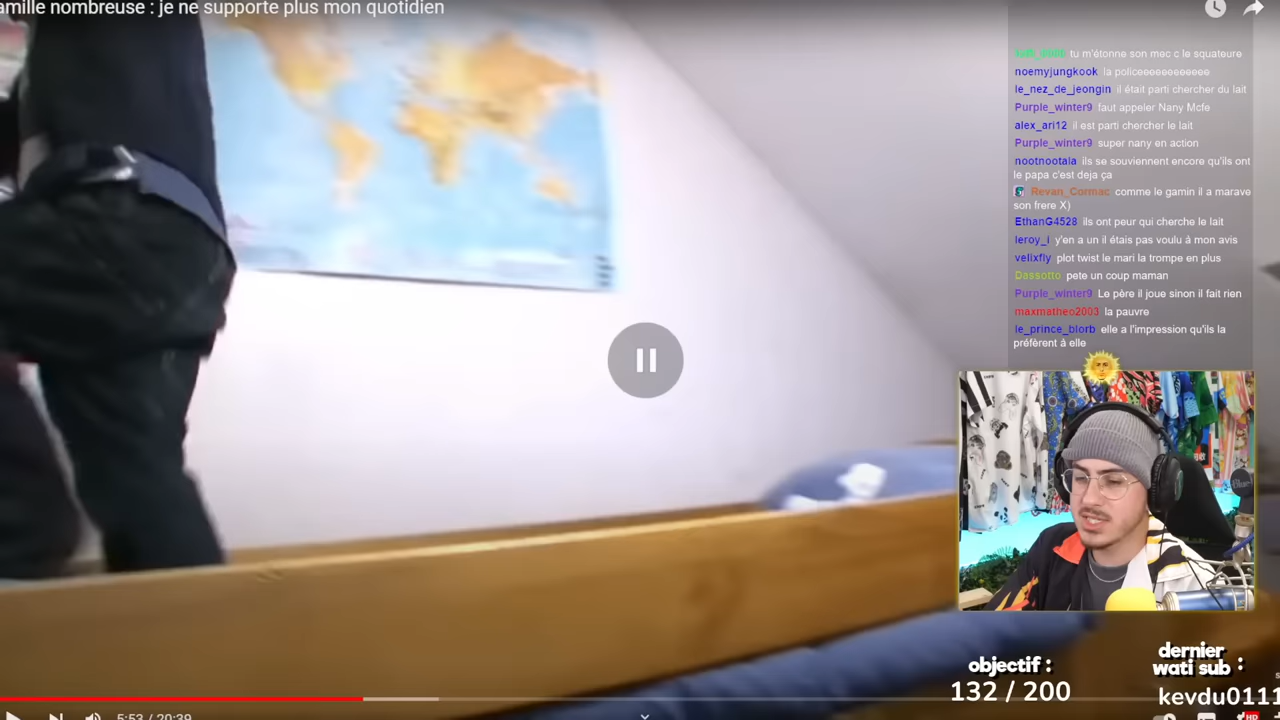 amille nombreuse : je ne supporte plus mon quotidien
tu m'étonne son mec c le squateure
noemyjungkook la policeeeeeeeeeeee
le_nez_de_jeongin il était parti chercher du lait
Purple_winter9 faut appeler Nany Mcfe
alex_ari12 il est parti chercher le lait
Purple_winter9 super nany en action
nootnootala ils se souviennent encore qu'ils ont
le papa c'est deja ça
Revan_Cormac comme le gamin il a marave
son frere X)
EthanG4528 ils ont peur qui cherche le lait
leroy_i y'en a un il étais pas voulu à mon avis
velixfly plot twist le mari la trompe en plus
Dassotto pete un coup maman
Purple_winter9 Le père il joue sinon il fait rien
maxmatheo2003 la pauvre
le_prince_blorb elle a l'impression qu'ils la
préfèrent à elle
objectif :
132 / 200
dernier
wati sub :
kevdu0111
5:53 / 20:39
HD